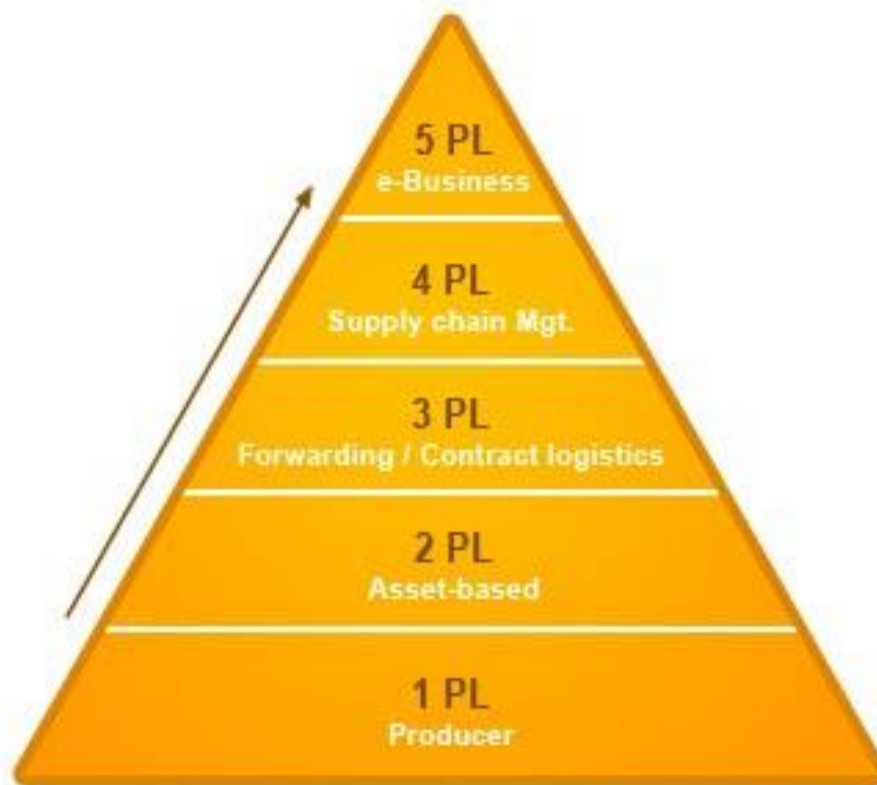 5 PL
e-Business
4 PL
Supply chain Mgt.
3 PL
Forwarding / Contract logistics
2 PL
Asset-based
1 PL
Producer